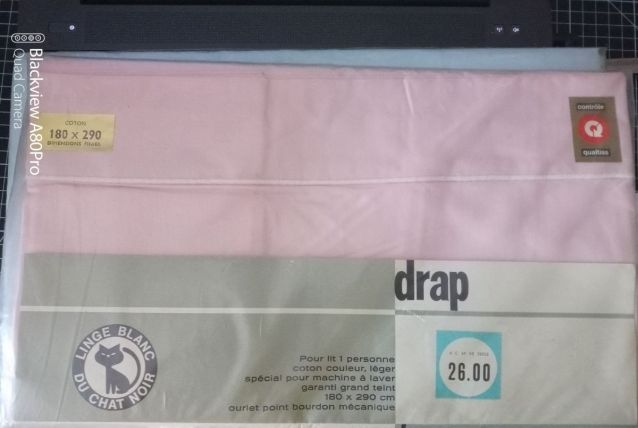 Blackview A80Pro
Quad Camera
COTON
180 x 290
DIMENSIONS FINIES
contrôle
Q
qualtiss
drap
LINGE BLANC
DU CHAT NOIR
Pour lit 1 personne
coton couleur, léger
spécial pour machine à laver
garanti grand teint
180 x 290 cm
ourlet point bourdon mécanique
26.00